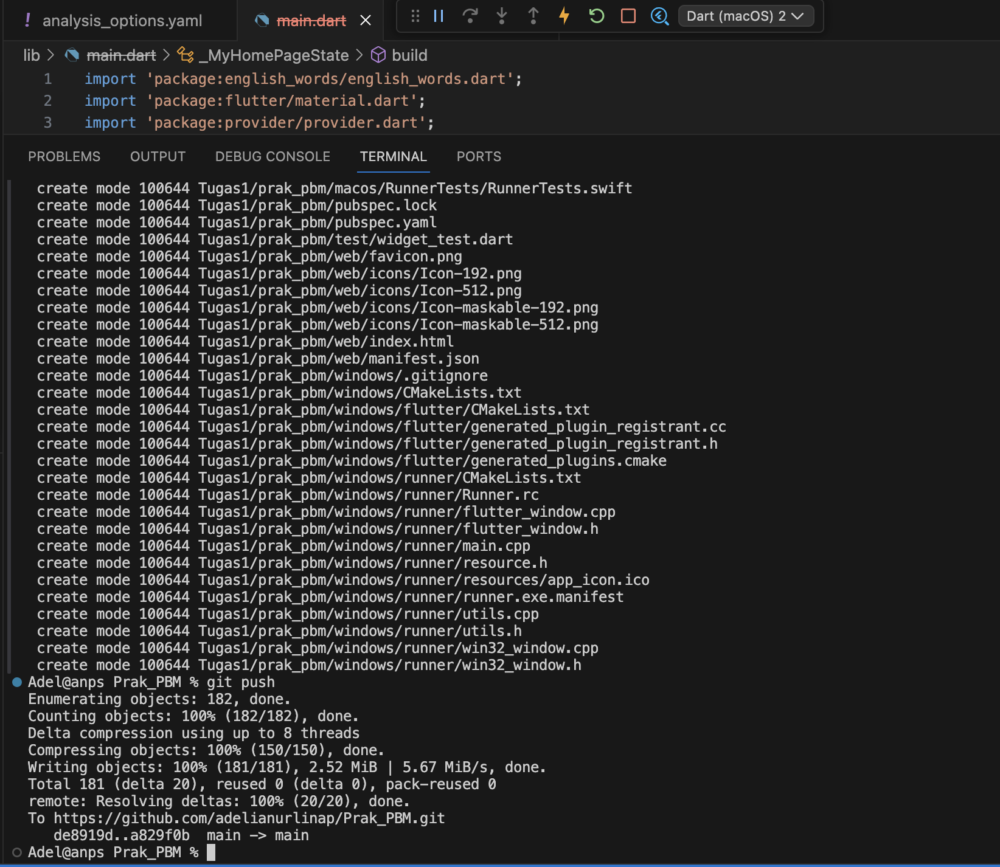 ! analysis_options.yaml main.dart Dart (macOS) 2
lib > main.dart > _MyHomePageState > build
1 import 'package:english_words/english_words.dart';
2 import 'package:flutter/material.dart';
3 import 'package:provider/provider.dart';
PROBLEMS OUTPUT DEBUG CONSOLE TERMINAL PORTS
create mode 100644 Tugas1/prak_pbm/macos/RunnerTests/RunnerTests.swift
create mode 100644 Tugas1/prak_pbm/pubspec.lock
create mode 100644 Tugas1/prak_pbm/pubspec.yaml
create mode 100644 Tugas1/prak_pbm/test/widget_test.dart
create mode 100644 Tugas1/prak_pbm/web/favicon.png
create mode 100644 Tugas1/prak_pbm/web/icons/Icon-192.png
create mode 100644 Tugas1/prak_pbm/web/icons/Icon-512.png
create mode 100644 Tugas1/prak_pbm/web/icons/Icon-maskable-192.png
create mode 100644 Tugas1/prak_pbm/web/icons/Icon-maskable-512.png
create mode 100644 Tugas1/prak_pbm/web/index.html
create mode 100644 Tugas1/prak_pbm/web/manifest.json
create mode 100644 Tugas1/prak_pbm/windows/.gitignore
create mode 100644 Tugas1/prak_pbm/windows/CMakeLists.txt
create mode 100644 Tugas1/prak_pbm/windows/flutter/CMakeLists.txt
create mode 100644 Tugas1/prak_pbm/windows/flutter/generated_plugin_registrant.cc
create mode 100644 Tugas1/prak_pbm/windows/flutter/generated_plugin_registrant.h
create mode 100644 Tugas1/prak_pbm/windows/flutter/generated_plugins.cmake
create mode 100644 Tugas1/prak_pbm/windows/runner/CMakeLists.txt
create mode 100644 Tugas1/prak_pbm/windows/runner/Runner.rc
create mode 100644 Tugas1/prak_pbm/windows/runner/flutter_window.cpp
create mode 100644 Tugas1/prak_pbm/windows/runner/flutter_window.h
create mode 100644 Tugas1/prak_pbm/windows/runner/main.cpp
create mode 100644 Tugas1/prak_pbm/windows/runner/resource.h
create mode 100644 Tugas1/prak_pbm/windows/runner/resources/app_icon.ico
create mode 100644 Tugas1/prak_pbm/windows/runner/runner.exe.manifest
create mode 100644 Tugas1/prak_pbm/windows/runner/utils.cpp
create mode 100644 Tugas1/prak_pbm/windows/runner/utils.h
create mode 100644 Tugas1/prak_pbm/windows/runner/win32_window.cpp
create mode 100644 Tugas1/prak_pbm/windows/runner/win32_window.h
Adel@anps Prak_PBM % git push
Enumerating objects: 182, done.
Counting objects: 100% (182/182), done.
Delta compression using up to 8 threads
Compressing objects: 100% (150/150), done.
Writing objects: 100% (181/181), 2.52 MiB | 5.67 MiB/s, done.
Total 181 (delta 20), reused 0 (delta 0), pack-reused 0
remote: Resolving deltas: 100% (20/20), done.
To https://github.com/adelianurlinap/Prak_PBM.git
de8919d..a829f0b main -> main
Adel@anps Prak_PBM %